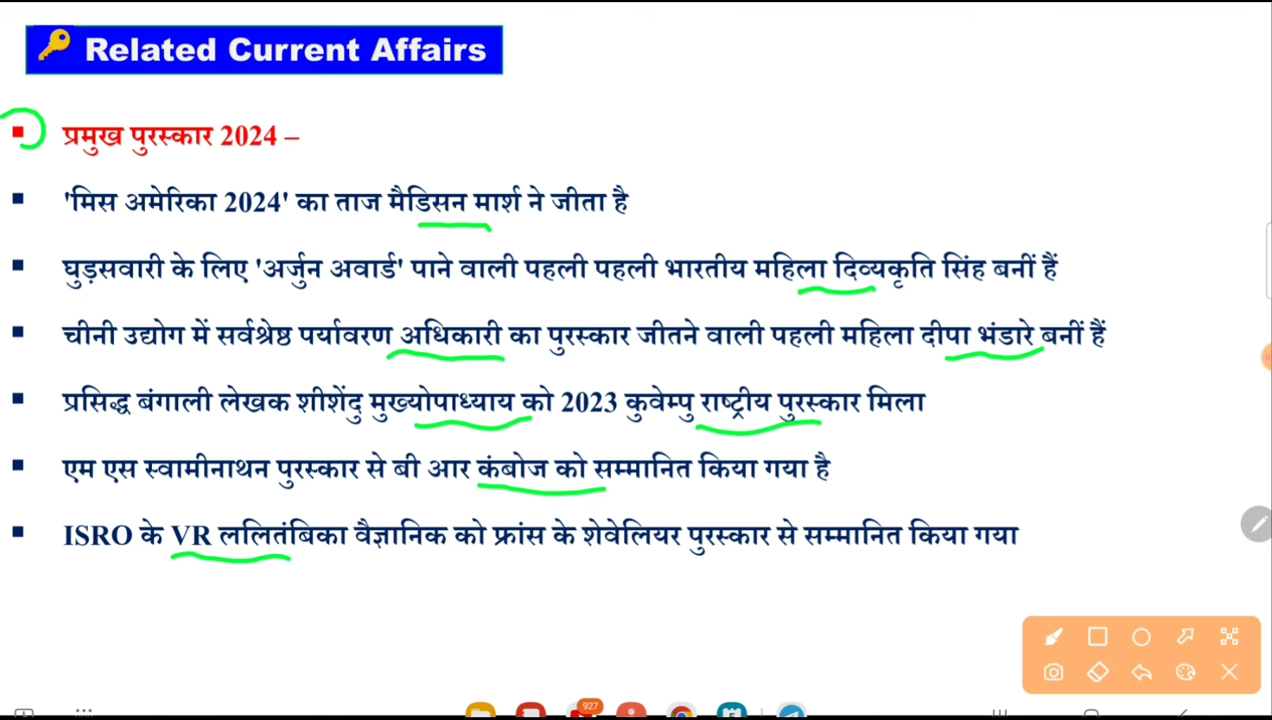 Related Current Affairs
प्रमुख पुरस्कार 2024 –
'मिस अमेरिका 2024' का ताज मैडिसन मार्श ने जीता है
घुड़सवारी के लिए 'अर्जुन अवार्ड' पाने वाली पहली पहली भारतीय महिला दिव्यकृति सिंह बनीं हैं
चीनी उद्योग में सर्वश्रेष्ठ पर्यावरण अधिकारी का पुरस्कार जीतने वाली पहली महिला दीपा भंडारे बनीं हैं
प्रसिद्ध बंगाली लेखक शीशेंदु मुख्योपाध्याय को 2023 कुवेम्पु राष्ट्रीय पुरस्कार मिला
एम एस स्वामीनाथन पुरस्कार से बी आर कंबोज को सम्मानित किया गया है
ISRO के VR ललितंबिका वैज्ञानिक को फ्रांस के शेवेलियर पुरस्कार से सम्मानित किया गया
927